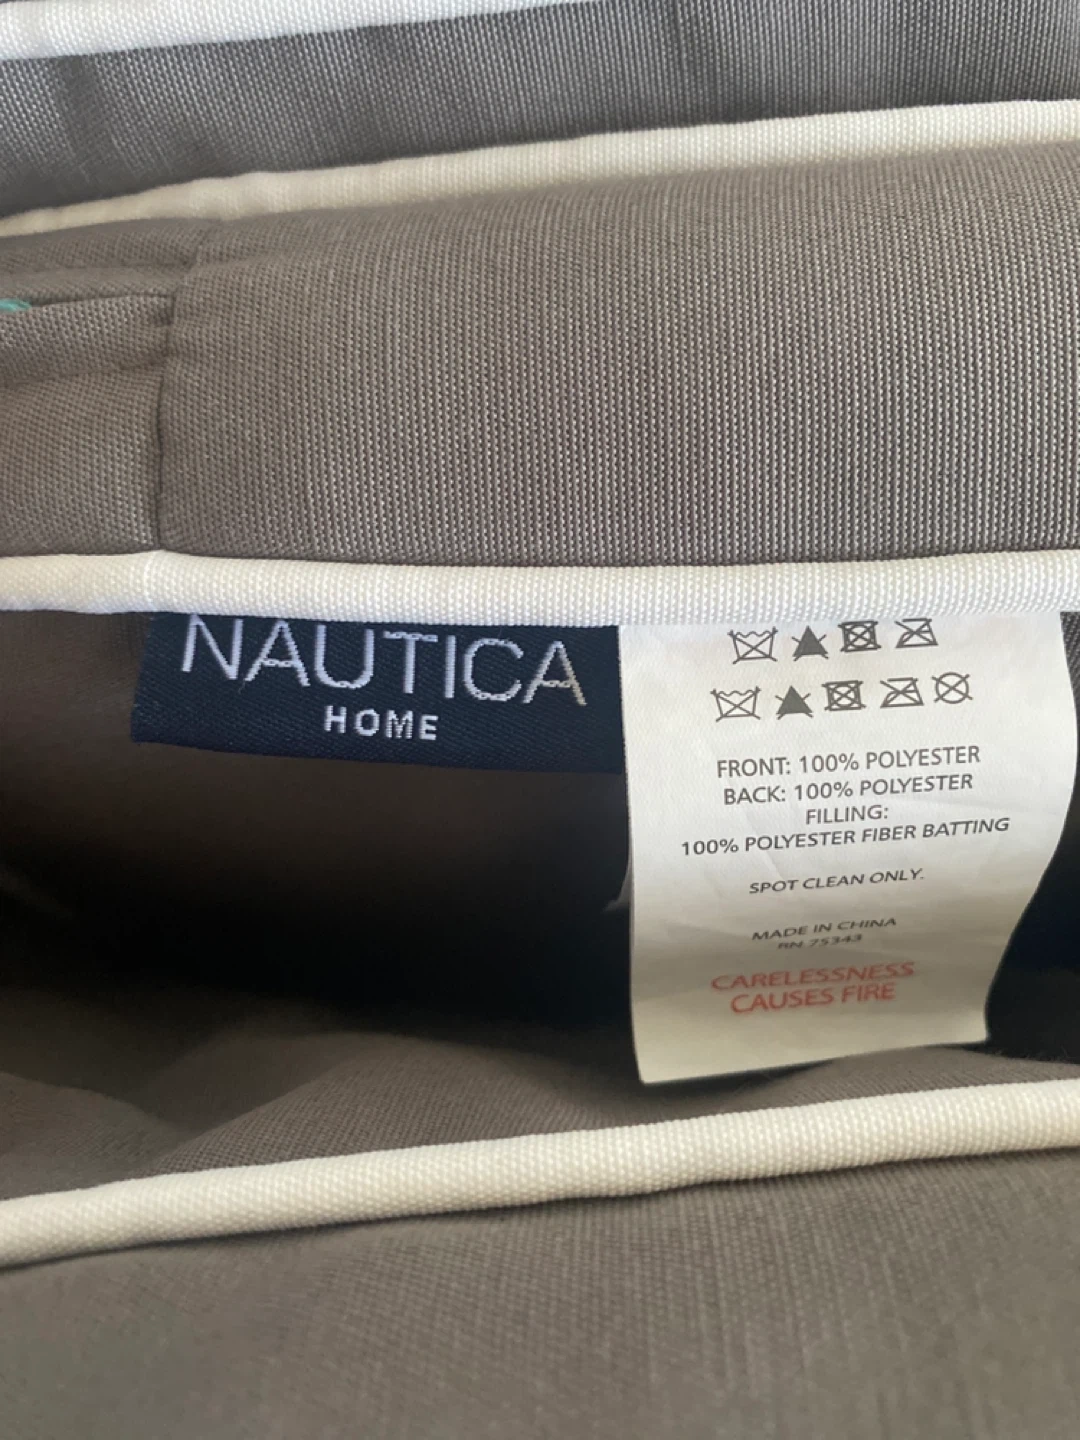 NAUTICA
HOME
FRONT: 100% POLYESTER
BACK: 100% POLYESTER
FILLING:
100% POLYESTER FIBER BATTING
SPOT CLEAN ONLY.
MADE IN CHINA
RN 75343
CARELESSNESS
CAUSES FIRE